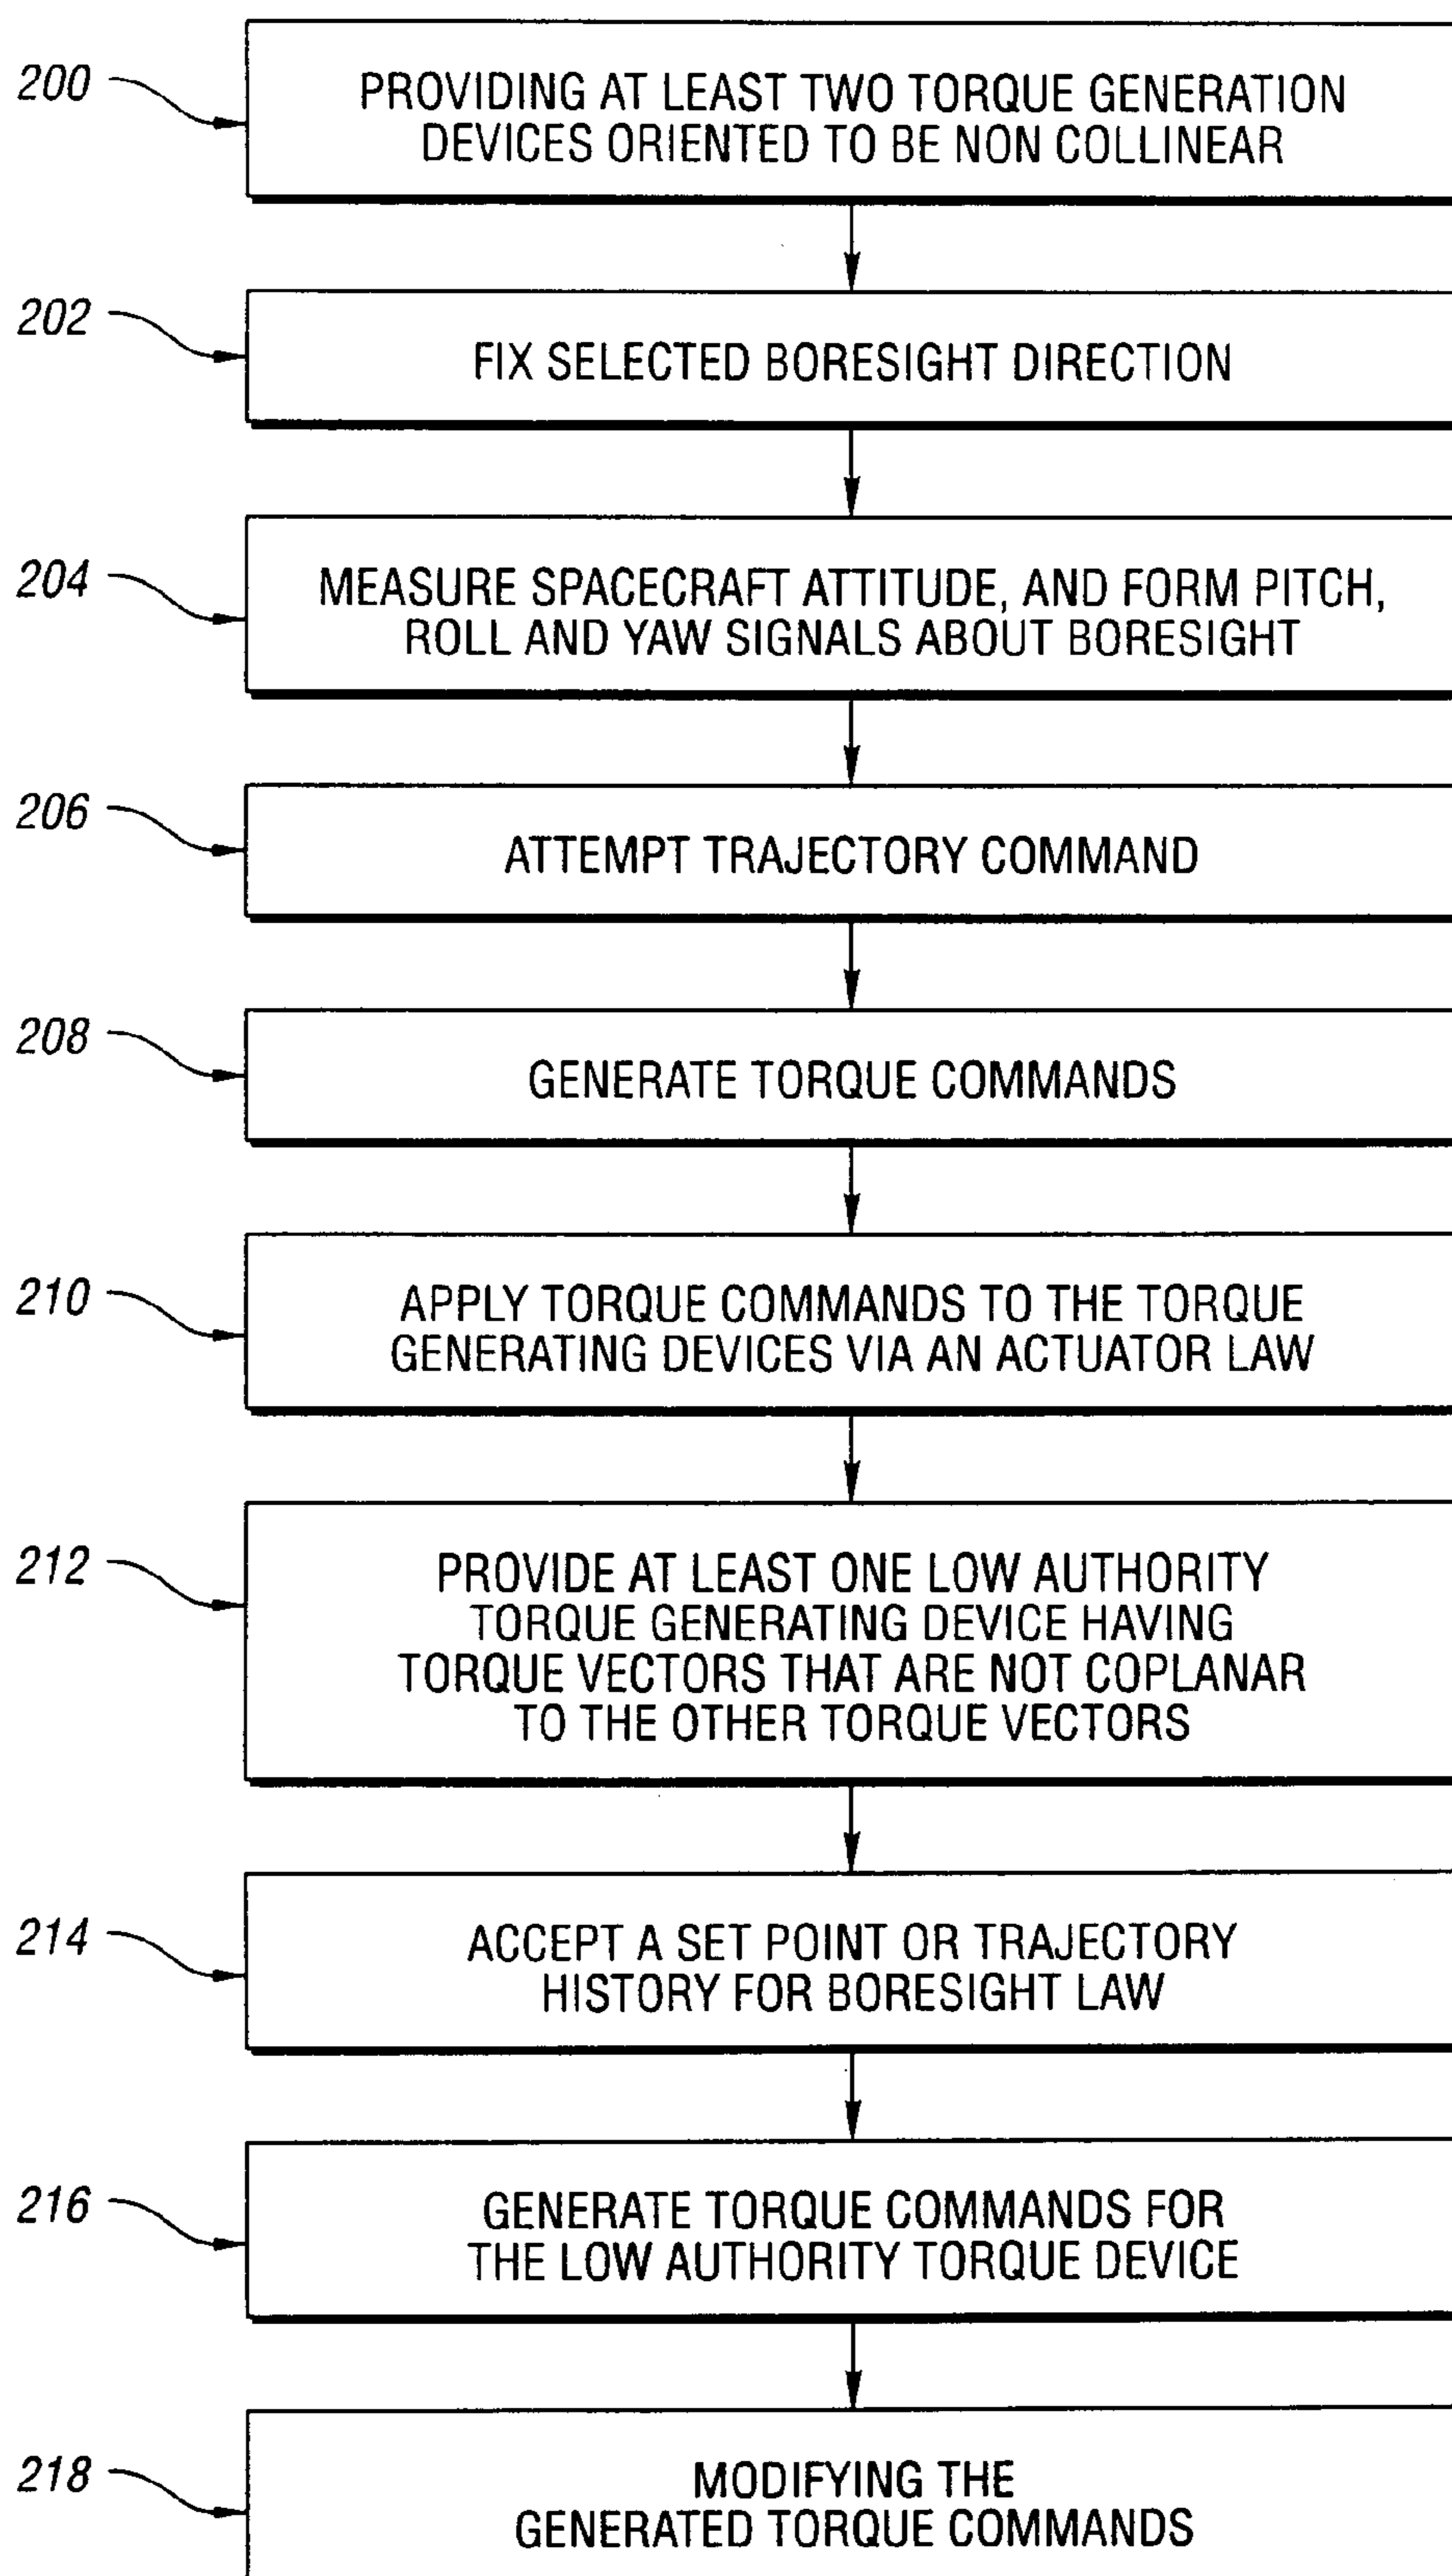 200
PROVIDING AT LEAST TWO TORQUE GENERATION
DEVICES ORIENTED TO BE NON COLLINEAR
202
FIX SELECTED BORESIGHT DIRECTION
204
MEASURE SPACECRAFT ATTITUDE, AND FORM PITCH,
ROLL AND YAW SIGNALS ABOUT BORESIGHT
206
ATTEMPT TRAJECTORY COMMAND
208
GENERATE TORQUE COMMANDS
210
APPLY TORQUE COMMANDS TO THE TORQUE
GENERATING DEVICES VIA AN ACTUATOR LAW
212
PROVIDE AT LEAST ONE LOW AUTHORITY
TORQUE GENERATING DEVICE HAVING
TORQUE VECTORS THAT ARE NOT COPLANAR
TO THE OTHER TORQUE VECTORS
214
ACCEPT A SET POINT OR TRAJECTORY
HISTORY FOR BORESIGHT LAW
216
GENERATE TORQUE COMMANDS FOR
THE LOW AUTHORITY TORQUE DEVICE
218
MODIFYING THE
GENERATED TORQUE COMMANDS